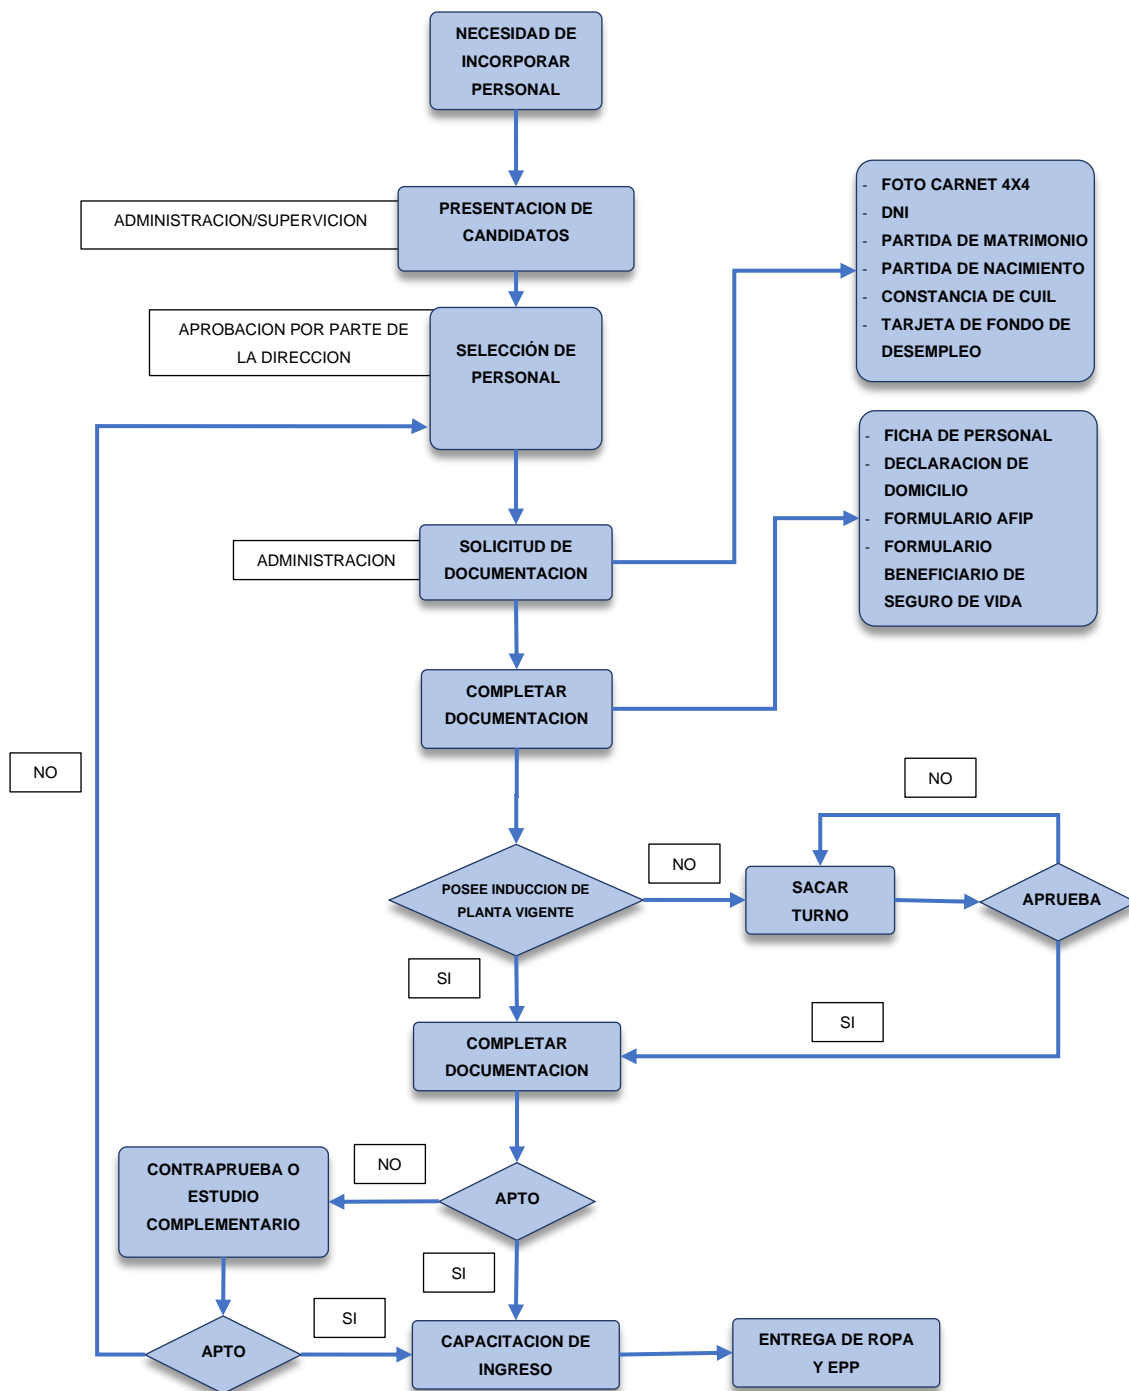 NECESIDAD DE
INCORPORAR
PERSONAL
ADMINISTRACION/SUPERVICION
PRESENTACION DE
CANDIDATOS
- FOTO CARNET 4X4
- DNI
- PARTIDA DE MATRIMONIO
- PARTIDA DE NACIMIENTO
- CONSTANCIA DE CUIL
- TARJETA DE FONDO DE
DESEMPLEO
APROBACION POR PARTE DE
LA DIRECCION
SELECCIÓN DE
PERSONAL
- FICHA DE PERSONAL
- DECLARACION DE
DOMICILIO
- FORMULARIO AFIP
- FORMULARIO
BENEFICIARIO DE
SEGURO DE VIDA
ADMINISTRACION
SOLICITUD DE
DOCUMENTACION
COMPLETAR
DOCUMENTACION
NO
NO
POSEE INDUCCION DE
PLANTA VIGENTE
NO
SACAR
TURNO
APRUEBA
SI
SI
COMPLETAR
DOCUMENTACION
CONTRAPRUEBA O
ESTUDIO
COMPLEMENTARIO
NO
APTO
SI
APTO
SI
CAPACITACION DE
INGRESO
ENTREGA DE ROPA
Y EPP